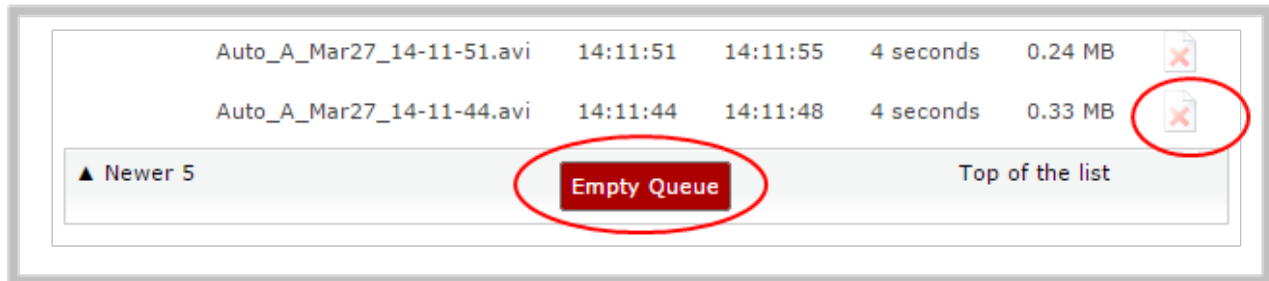 Auto_A_Mar27_14-11-51.avi 14:11:51 14:11:55 4 seconds 0.24 MB
Auto_A_Mar27_14-11-44.avi 14:11:44 14:11:48 4 seconds 0.33 MB
▲ Newer 5 Empty Queue Top of the list